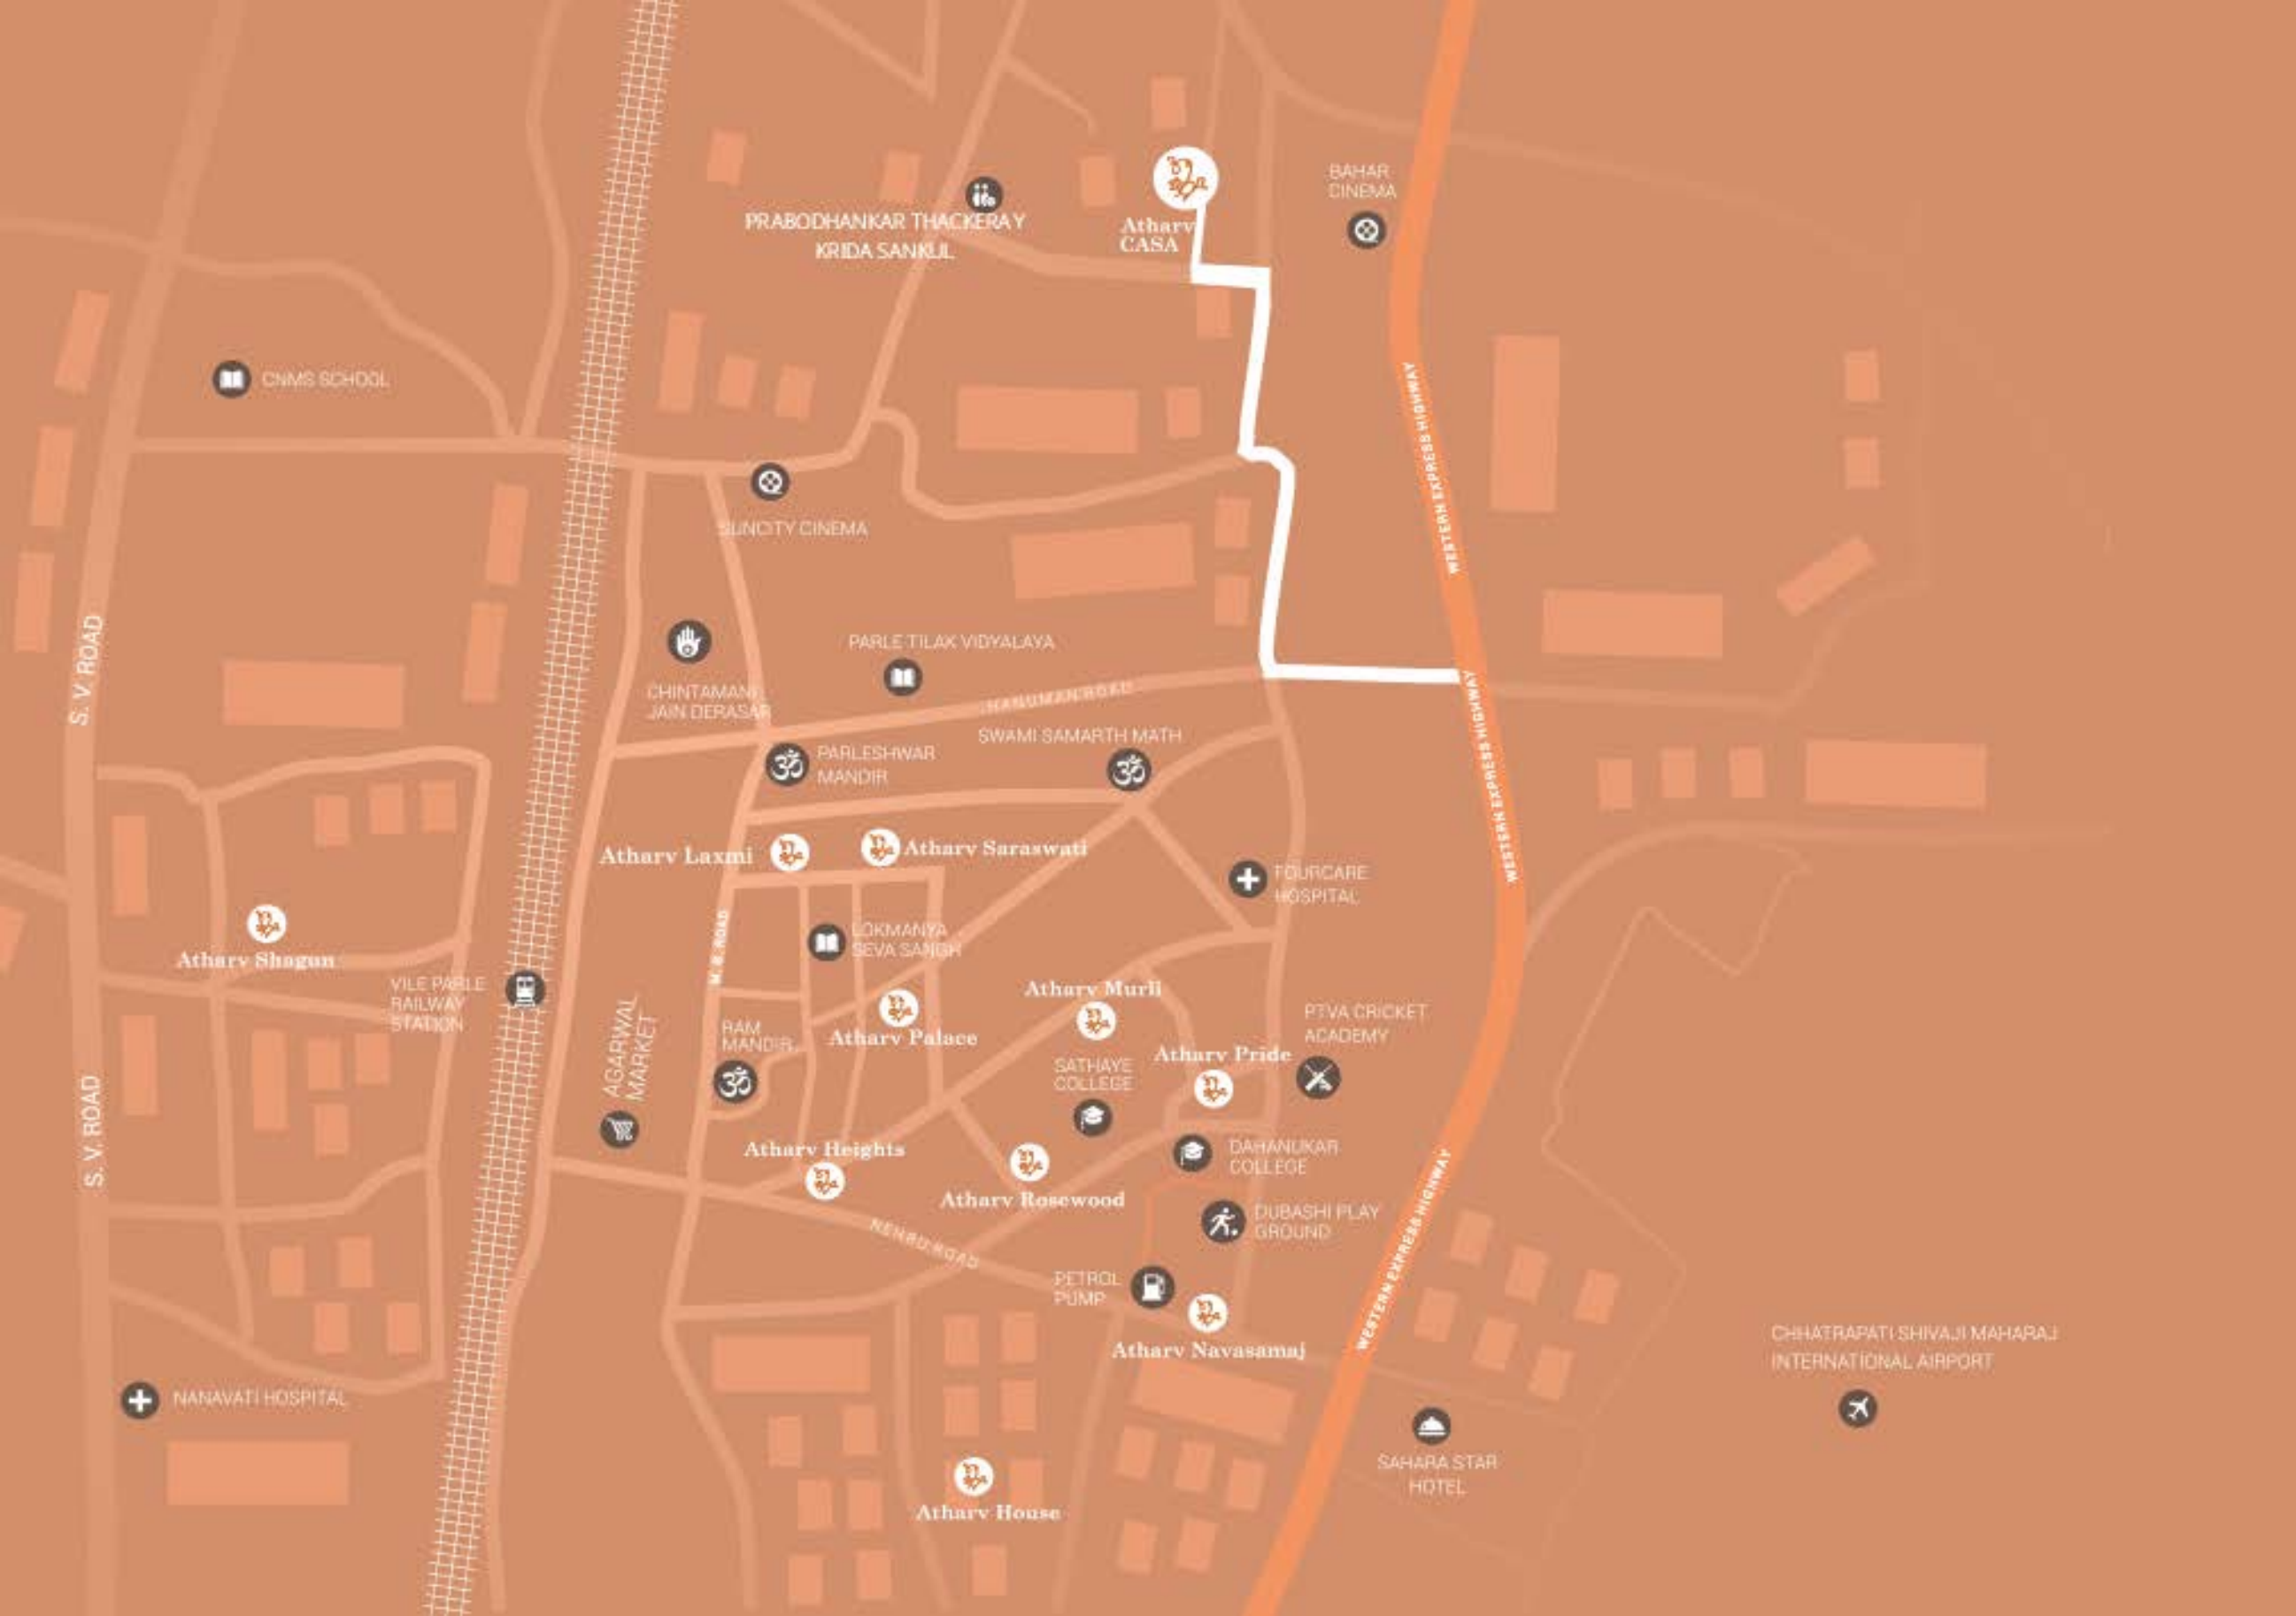 BAHAR
CINEMA
PRABODHANKAR THACKERAY
KRIDA SANKUL
Atharv
CASA
CNMS SCHOOL
WESTERN EXPRESS HIGHWAY
SUNCITY CINEMA
S. V. ROAD
PARLE TILAK VIDYALAYA
CHINTAMANI
JAIN DERASAR
HANUMAN ROAD
SWAMI SAMARTH MATH
PARLESHWAR
MANDIR
WESTERN EXPRESS HIGHWAY
Atharv Laxmi
Atharv Saraswati
FOURCARE
HOSPITAL
M. G. ROAD
LOKMANYA
SEVA SANGH
Atharv Shagun
VILE PARLE
RAILWAY
STATION
AGARWAL
MARKET
RAM
MANDIR
Atharv Palace
Atharv Murli
PTVA CRICKET
ACADEMY
Atharv Pride
SATHAYE
COLLEGE
S. V. ROAD
Atharv Heights
DAHANUKAR
COLLEGE
Atharv Rosewood
DUBASHI PLAY
GROUND
NEHRU ROAD
WESTERN EXPRESS HIGHWAY
PETROL
PUMP
Atharv Navasamaj
CHHATRAPATI SHIVAJI MAHARAJ
INTERNATIONAL AIRPORT
NANAVATI HOSPITAL
SAHARA STAR
HOTEL
Atharv House